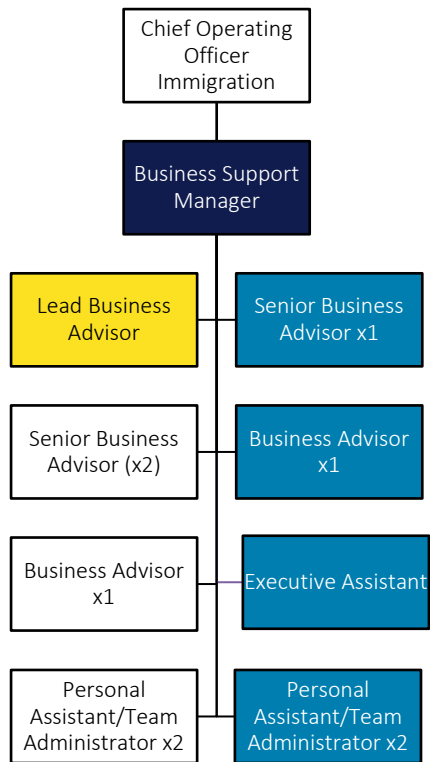 Chief Operating
Officer
Immigration
Business Support
Manager
Lead Business
Advisor
Senior Business
Advisor x1
Senior Business
Advisor (x2)
Business Advisor
x1
Business Advisor
x1
Executive Assistant
Personal
Assistant/Team
Administrator x2
Personal
Assistant/Team
Administrator x2